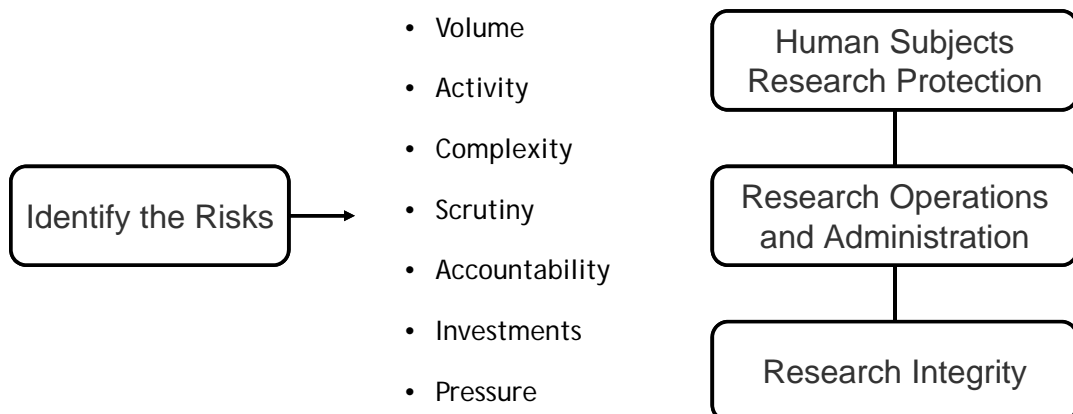 Identify the Risks
• Volume
• Activity
• Complexity
• Scrutiny
• Accountability
• Investments
• Pressure
Human Subjects
Research Protection
Research Operations
and Administration
Research Integrity